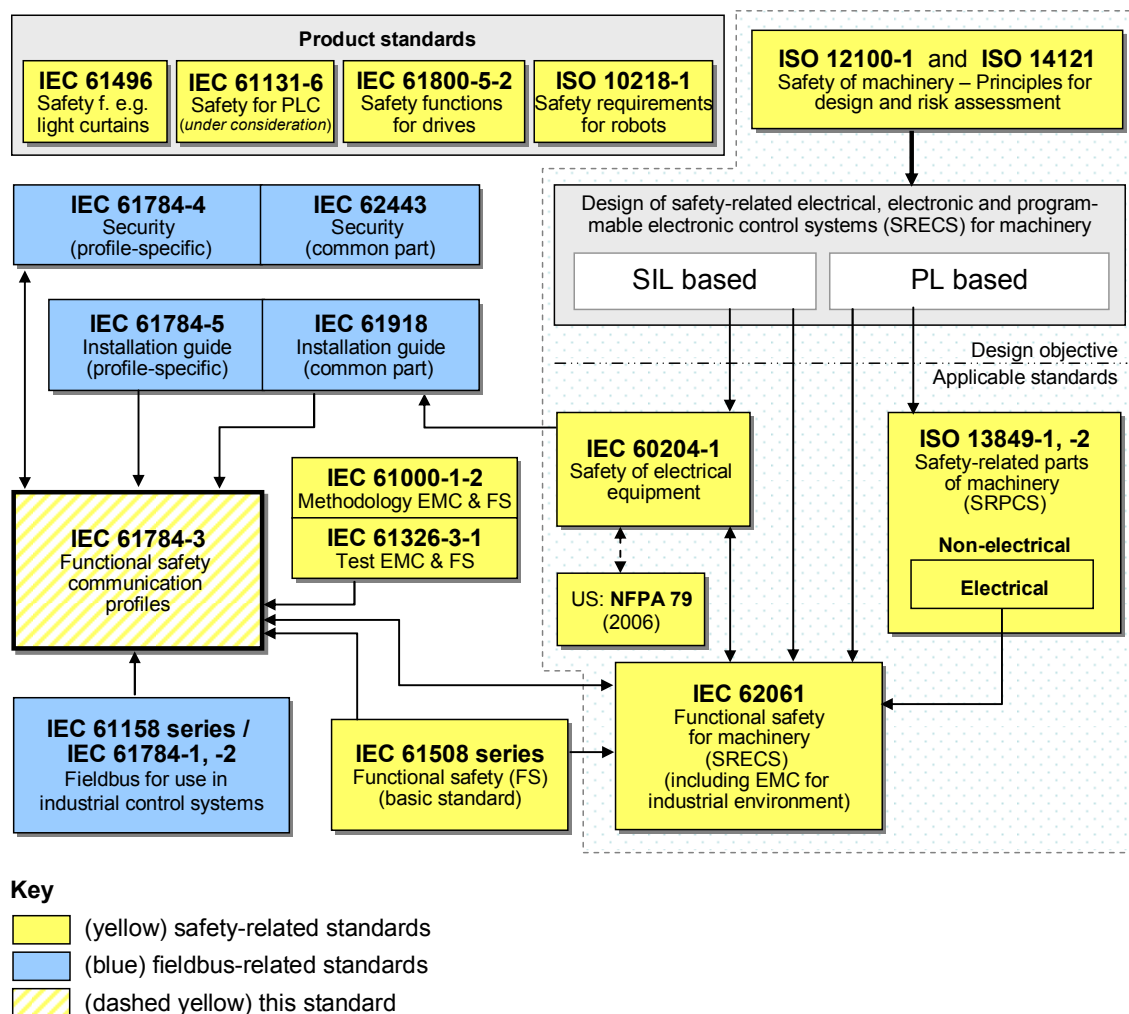 Product standards
IEC 61496
Safety f. e.g.
light curtains
IEC 61131-6
Safety for PLC
(under consideration)
IEC 61800-5-2
Safety functions
for drives
ISO 10218-1
Safety requirements
for robots
ISO 12100-1 and ISO 14121
Safety of machinery – Principles for
design and risk assessment
IEC 61784-4
Security
(profile-specific)
IEC 62443
Security
(common part)
Design of safety-related electrical, electronic and program-
mable electronic control systems (SRECS) for machinery
SIL based
PL based
IEC 61784-5
Installation guide
(profile-specific)
IEC 61918
Installation guide
(common part)
Design objective
Applicable standards
IEC 60204-1
Safety of electrical
equipment
ISO 13849-1, -2
Safety-related parts
of machinery
(SRPCS)
Non-electrical
Electrical
IEC 61000-1-2
Methodology EMC & FS
IEC 61326-3-1
Test EMC & FS
IEC 61784-3
Functional safety
communication
profiles
US: NFPA 79
(2006)
IEC 61158 series /
IEC 61784-1, -2
Fieldbus for use in
industrial control systems
IEC 61508 series
Functional safety (FS)
(basic standard)
IEC 62061
Functional safety
for machinery
(SRECS)
(including EMC for
industrial environment)
Key
(yellow) safety-related standards
(blue) fieldbus-related standards
(dashed yellow) this standard